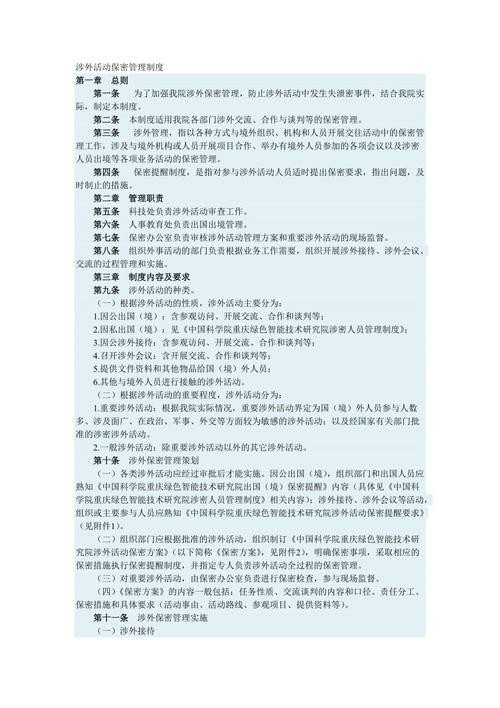 涉外活动保密管理制度
第一章 总则
第一条 为了加强我院涉外保密管理，防止涉外活动中发生失泄密事件，结合我院实
际，制定本制度。
第二条 本制度适用我院各部门涉外交流、合作与谈判等的保密管理。
第三条 涉外管理，指以各种方式与境外组织、机构和人员开展交往活动中的保密管
理工作，涉及与境外机构或人员开展项目合作、举办有境外人员参加的各项会议以及涉密
人员出境等各项业务活动的保密管理。
第四条 保密提醒制度，是指对参与涉外活动人员适时提出保密要求，指出问题，及
时制止的措施。
第二章 管理职责
第五条 科技处负责涉外活动审查工作。
第六条 人事教育处负责出国出境管理。
第七条 保密办公室负责审核涉外活动管理方案和重要涉外活动的现场监督。
第八条 组织外事活动的部门负责根据业务工作需要，组织开展涉外接待、涉外会议、
交流的过程管理和实施。
第三章 制度内容及要求
第九条 涉外活动的种类。
（一）根据涉外活动的性质，涉外活动主要分为：
1.因公出国（境）：含参观访问、开展交流、合作和谈判等；
2.因私出国（境）：见《中国科学院重庆绿色智能技术研究院涉密人员管理制度》；
3.因公涉外接待：含参观访问、开展交流、合作和谈判等；
4.召开涉外会议：含开展交流、合作和谈判等；
5.提供文件资料和其他物品给国（境）外人员；
6.其他与境外人员进行接触的涉外活动。
（二）根据涉外活动的重要程度，涉外活动分为：
1.重要涉外活动：根据我院实际情况，重要涉外活动界定为国（境）外人员参与人数
多、涉及面广、在政治、军事、外交等方面较为敏感的涉外活动；以及经国家有关部门批
准的涉密涉外活动。
2.一般涉外活动：除重要涉外活动以外的其它涉外活动。
第十条 涉外保密管理策划
（一）各类涉外活动应经过审批后才能实施。因公出国（境），组织部门和出国人员应
熟知《中国科学院重庆绿色智能技术研究院出国（境）保密提醒》内容（具体见《中国科
学院重庆绿色智能技术研究院涉密人员管理制度》相关内容）；涉外接待、涉外会议等活动，
组织或主要参与人员应熟知《中国科学院重庆绿色智能技术研究院涉外活动保密提醒要求》
（见附件1）。
（二）组织部门应根据批准的涉外活动，组织制订《中国科学院重庆绿色智能技术研
究院涉外活动保密方案》（以下简称《保密方案》，见附件2），明确保密事项，采取相应的
保密措施执行保密提醒制度，并指定专人负责涉外活动全过程的保密管理。
（三）对重要涉外活动，由保密办公室负责进行保密检查，参与现场监督。
（四）《保密方案》的内容一般包括：任务性质、交流谈判的内容和口径、责任分工、
保密措施和具体要求（活动事由、活动路线、参观项目、提供资料等）。
第十一条 涉外保密管理实施
（一）涉外接待